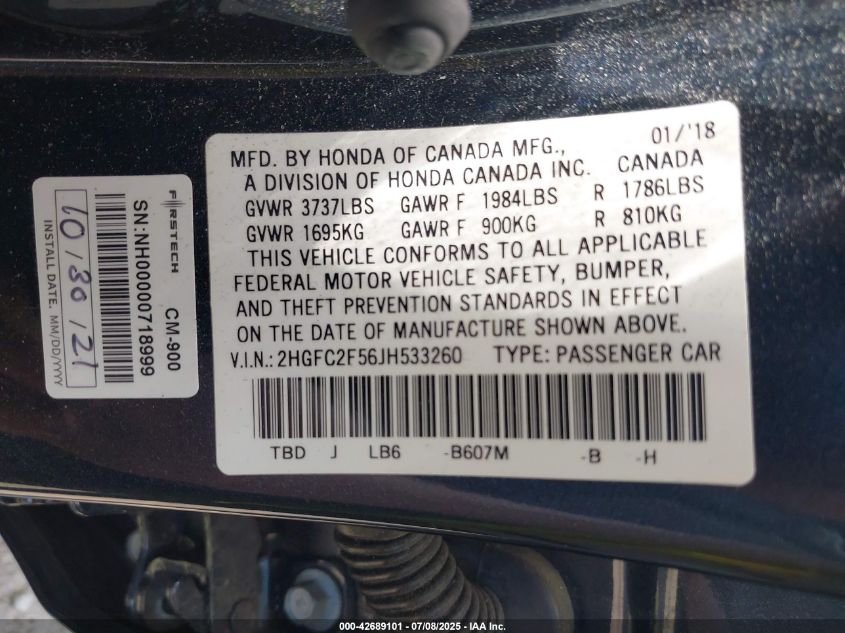 MFD. BY HONDA OF CANADA MFG., 01/'18
A DIVISION OF HONDA CANADA INC. CANADA
GVWR 3737LBS GAWR F 1984LBS R 1786LBS
GVWR 1695KG GAWR F 900KG R 810KG
THIS VEHICLE CONFORMS TO ALL APPLICABLE
FEDERAL MOTOR VEHICLE SAFETY, BUMPER,
AND THEFT PREVENTION STANDARDS IN EFFECT
ON THE DATE OF MANUFACTURE SHOWN ABOVE.
V.I.N.: 2HGFC2F56JH533260 TYPE: PASSENGER CAR
TBD J LB6 -B607M -B -H
FIRSTECH CM-900
SN:NH00000718999
10/30/21
INSTALL DATE. MM/DD/YYYY
000-42689101 - 07/08/2025 - IAA Inc.